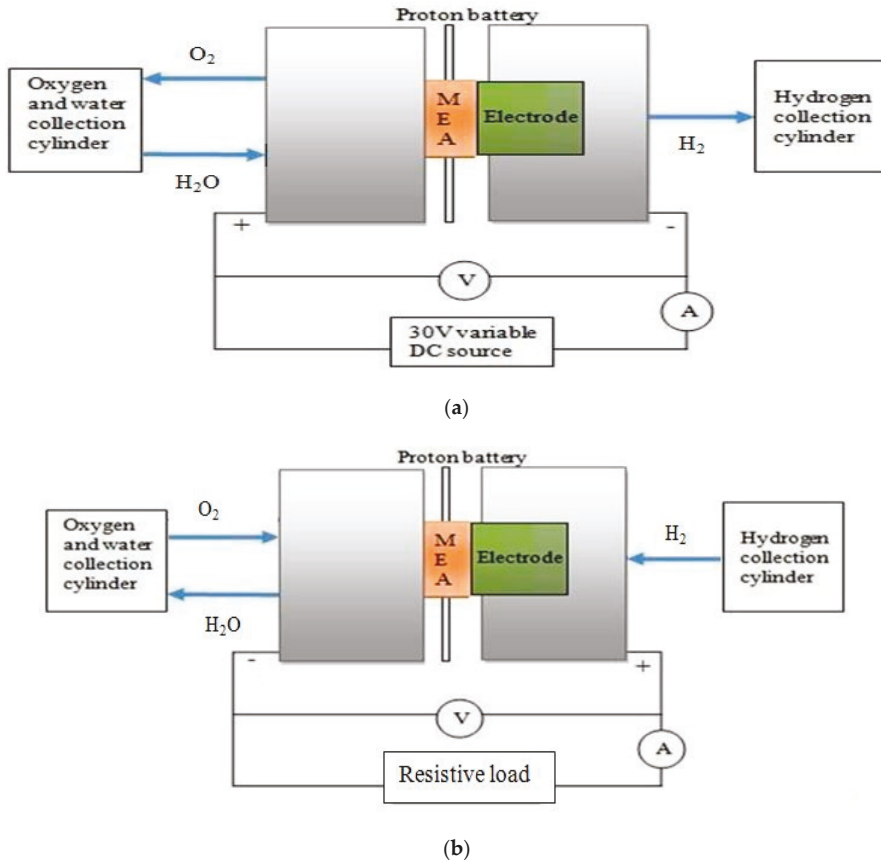 Proton battery
O₂
Oxygen
and water
collection
cylinder
H₂O
M
E
A
Electrode
H₂
Hydrogen
collection
cylinder
+
-
V
A
30V variable
DC source
(a)
Proton battery
O₂
Oxygen
and water
collection
cylinder
H₂O
M
E
A
Electrode
H₂
Hydrogen
collection
cylinder
-
+
V
A
Resistive load
(b)